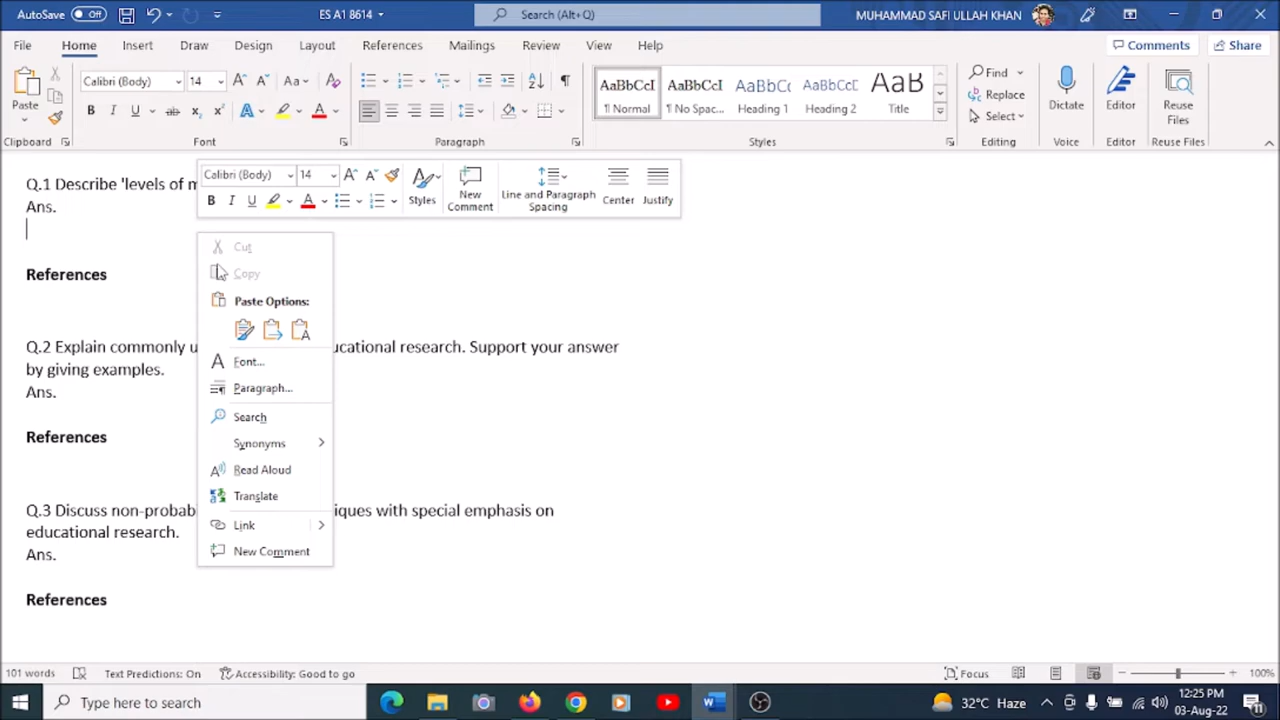 AutoSave Off ES A1 8614 Search (Alt+Q) MUHAMMAD SAFI ULLAH KHAN
File Home Insert Draw Design Layout References Mailings Review View Help Comments Share
Paste Calibri (Body) 14 Aa A A
B I U ab x₂ x² A A
AaBbCcI AaBbCcI AaBbCc AaBbCcI AaB
¶ Normal ¶ No Spac... Heading 1 Heading 2 Title
Find
Replace
Select
Dictate Editor Reuse Files
Clipboard Font Paragraph Styles Editing Voice Editor Reuse Files
Calibri (Body) 14 A A
B I U A
Styles New Comment Line and Paragraph Spacing Center Justify
Q.1 Describe 'levels of m
Ans.
References
Q.2 Explain commonly u ucational research. Support your answer
by giving examples.
Ans.
References
Q.3 Discuss non-probab iques with special emphasis on
educational research.
Ans.
References
Cut
Copy
Paste Options:
Font...
Paragraph...
Search
Synonyms
Read Aloud
Translate
Link
New Comment
101 words Text Predictions: On Accessibility: Good to go Focus 100%
Type here to search 32°C Haze 12:25 PM
03-Aug-22 11